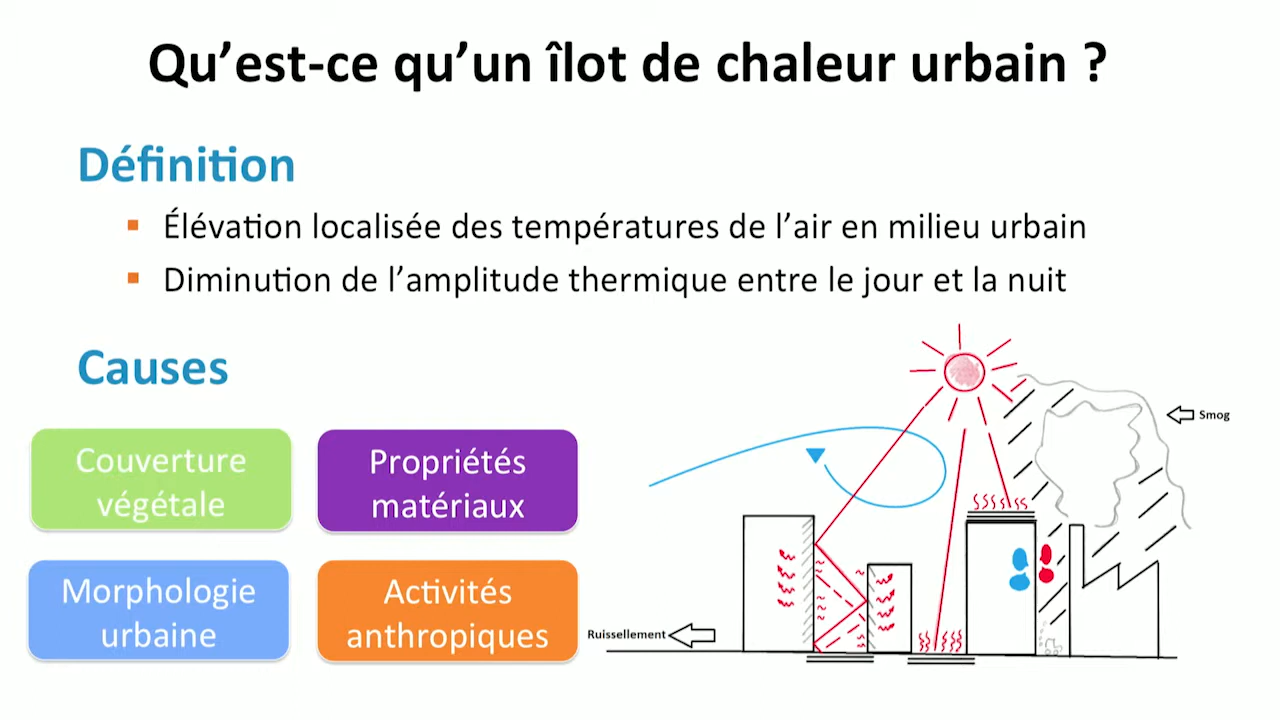 Qu’est-ce qu’un îlot de chaleur urbain ?
Définition
Élévation localisée des températures de l’air en milieu urbain
Diminution de l’amplitude thermique entre le jour et la nuit
Causes
Smog
Couverture
végétale
Propriétés
matériaux
Morphologie
urbaine
Activités
anthropiques
Ruissellement